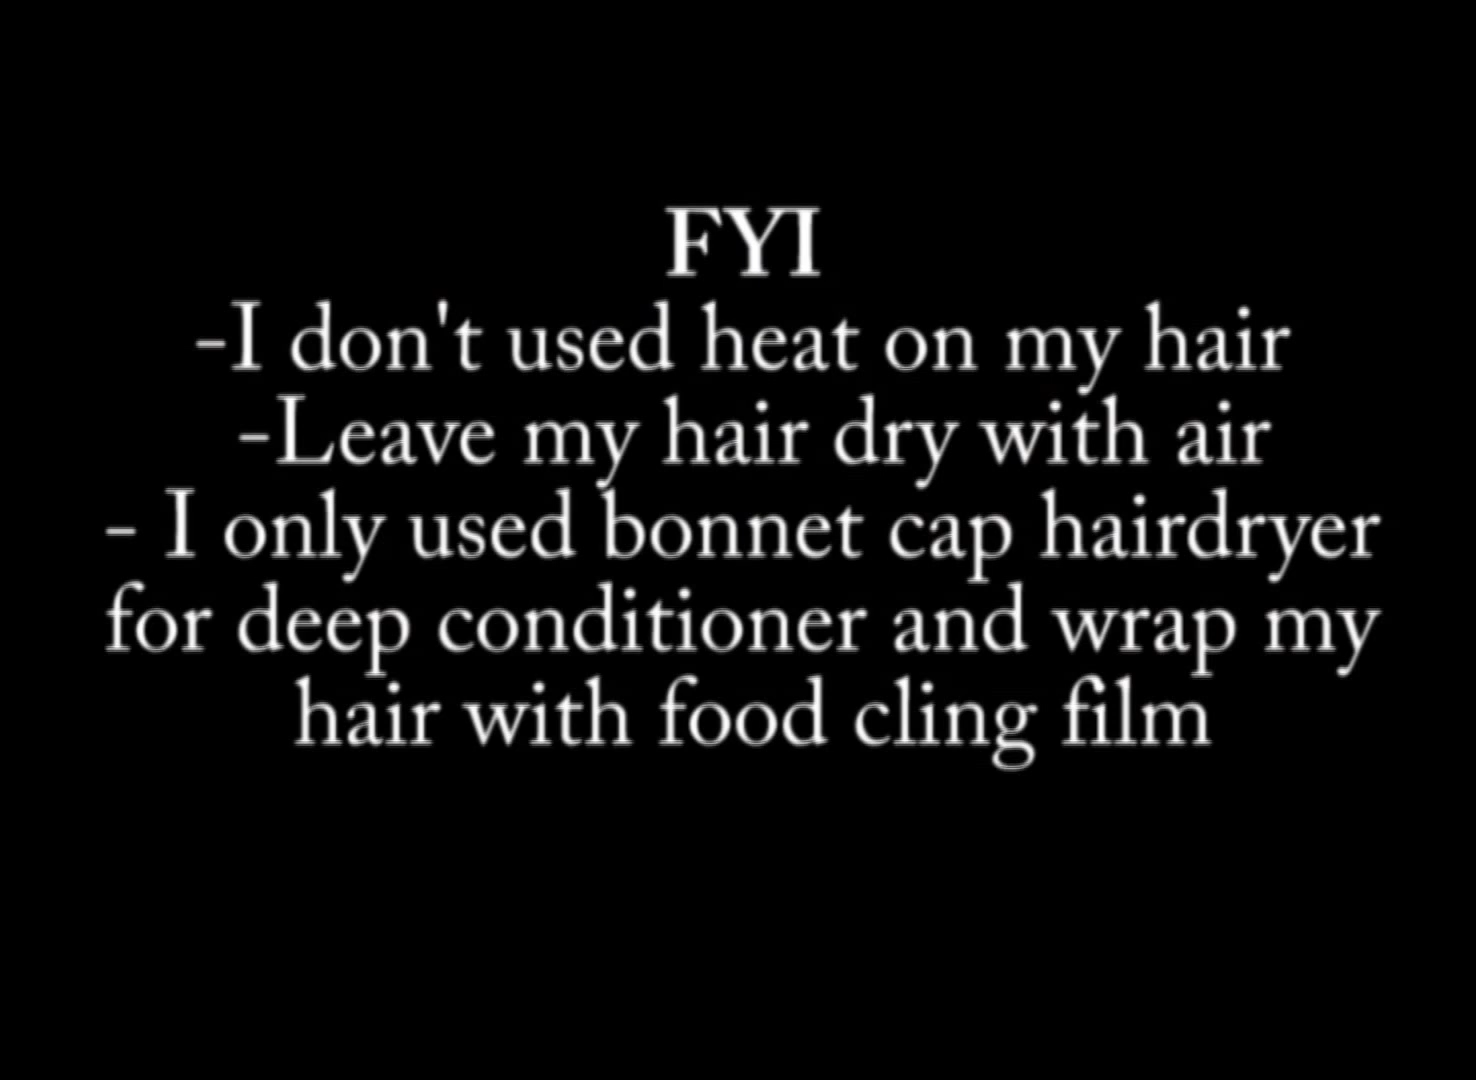 FYI
-I don't used heat on my hair
-Leave my hair dry with air
- I only used bonnet cap hairdryer
for deep conditioner and wrap my
hair with food cling film